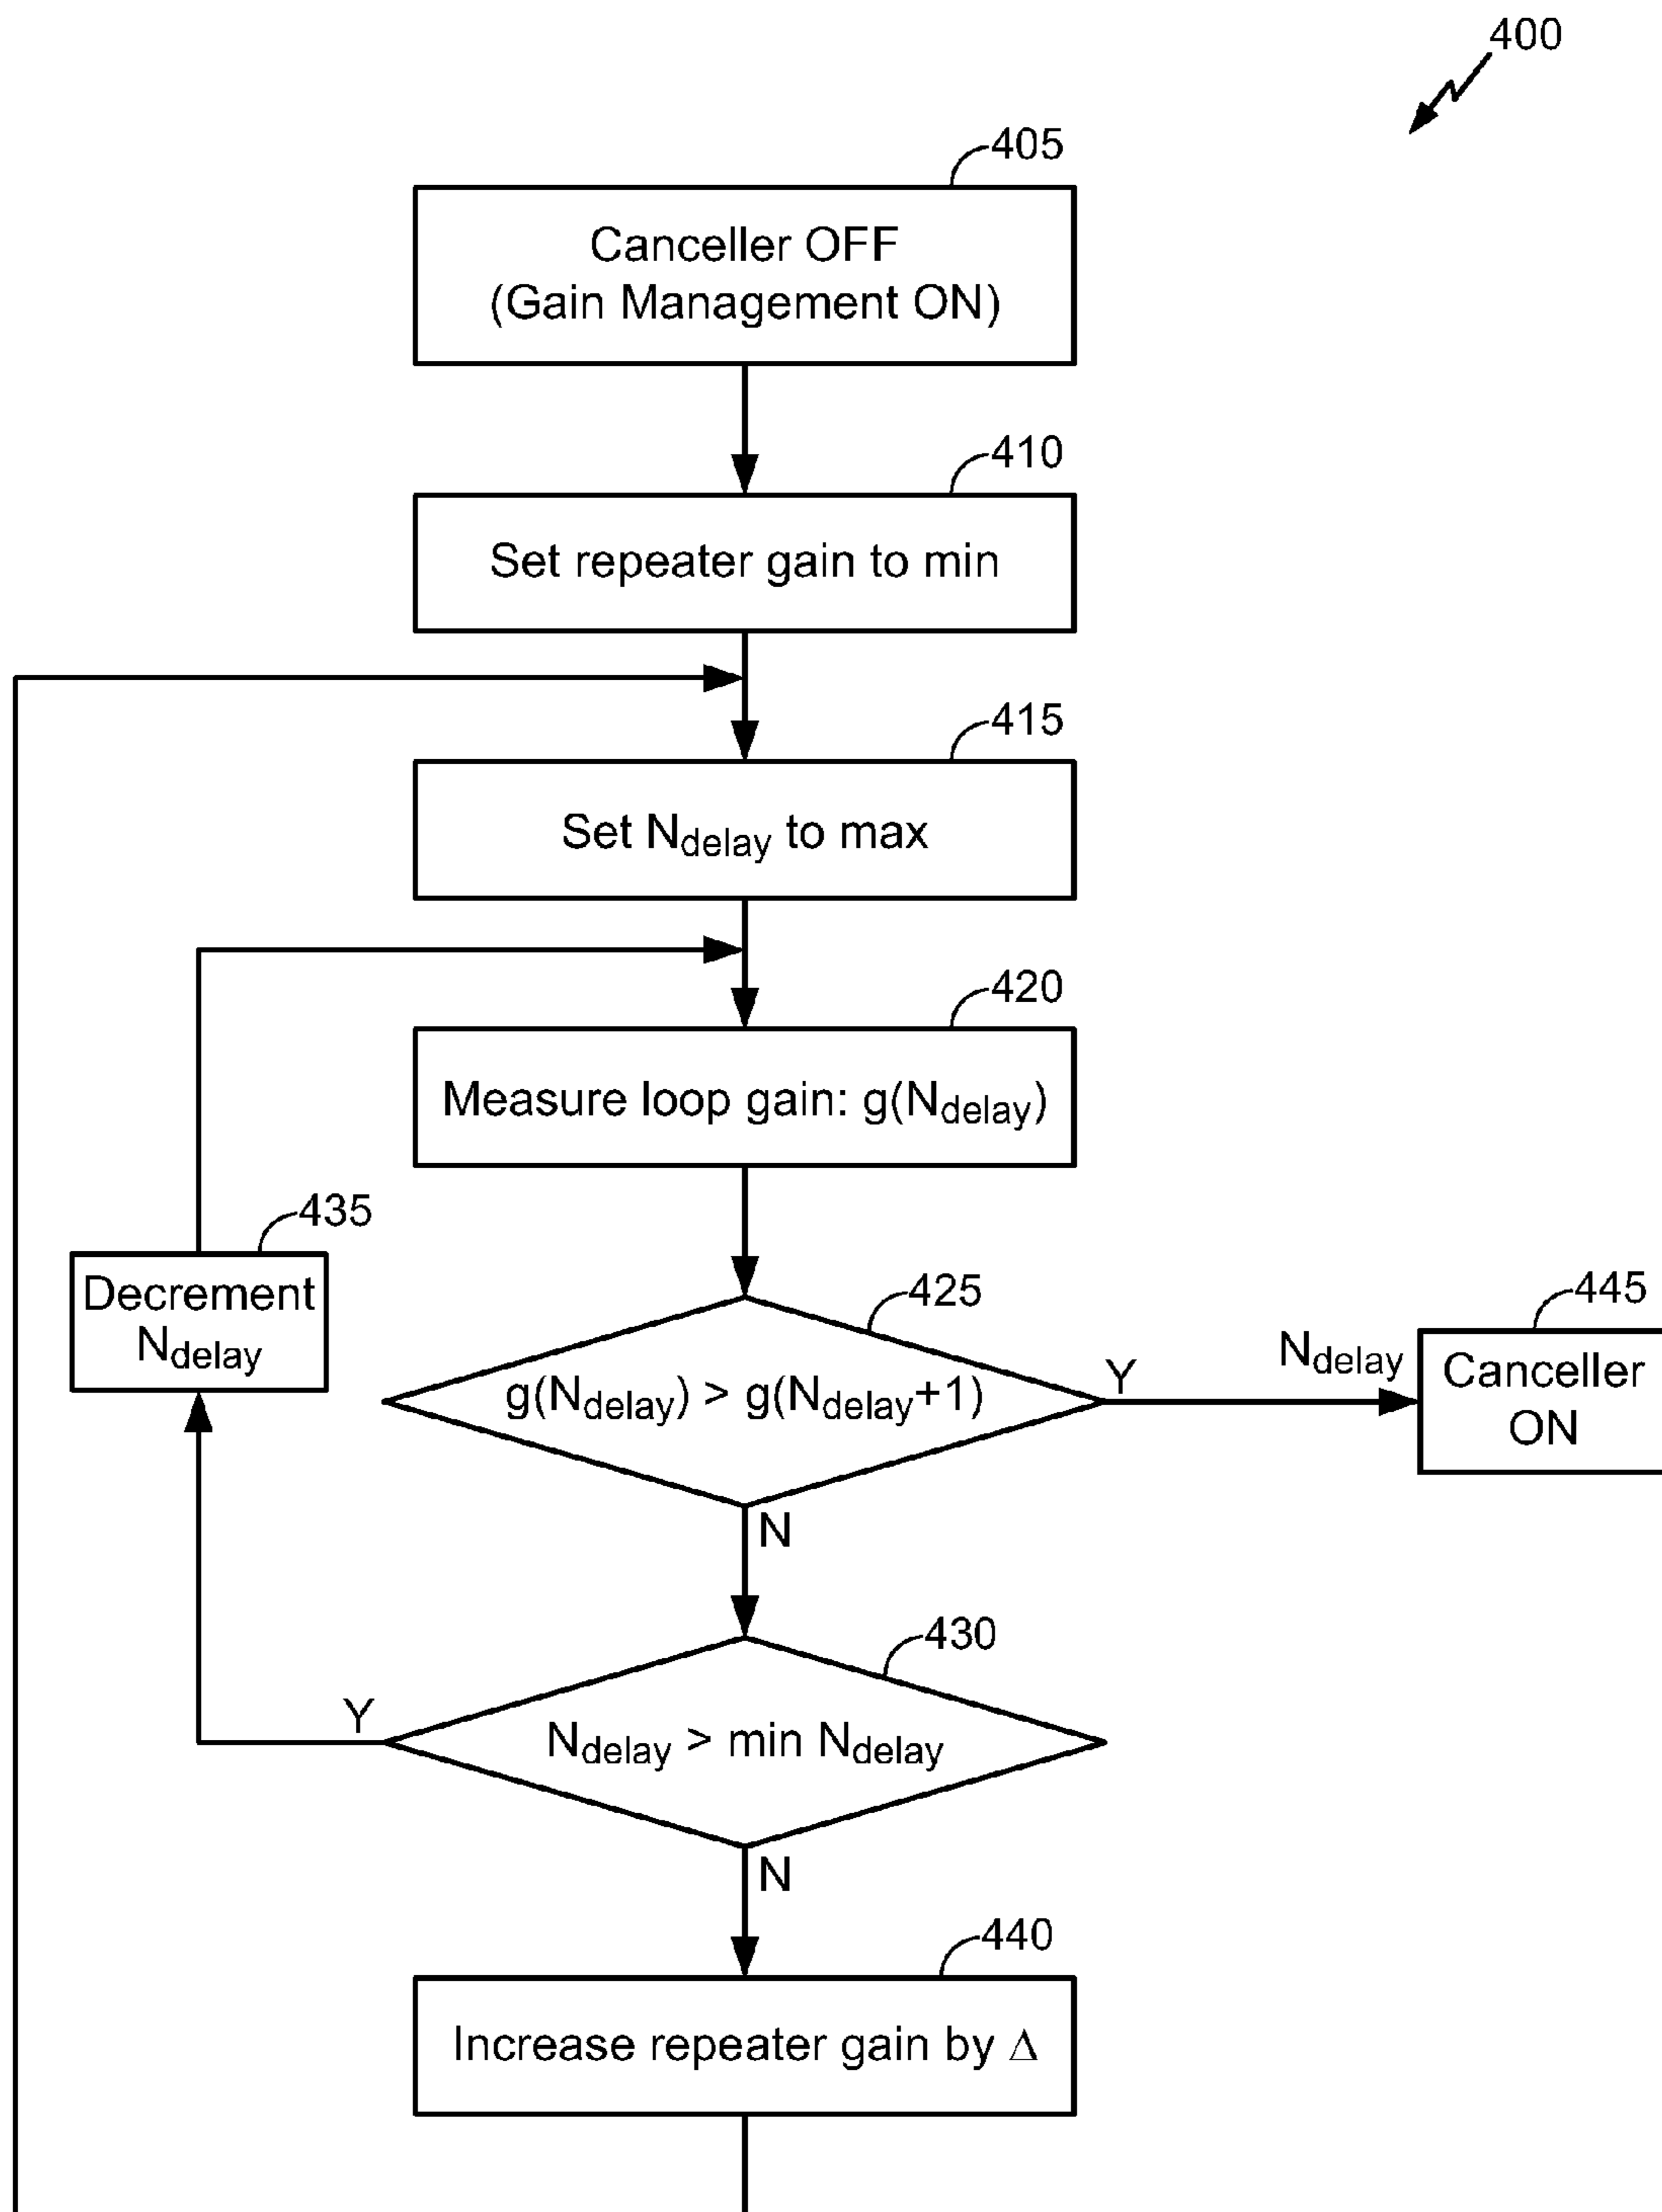 400
405
Canceller OFF
(Gain Management ON)
410
Set repeater gain to min
415
Set Ndelay to max
420
Measure loop gain: g(Ndelay)
435
Decrement
Ndelay
425
g(Ndelay) > g(Ndelay+1)
Y
Ndelay
445
Canceller
ON
N
430
Ndelay > min Ndelay
Y
N
440
Increase repeater gain by Δ